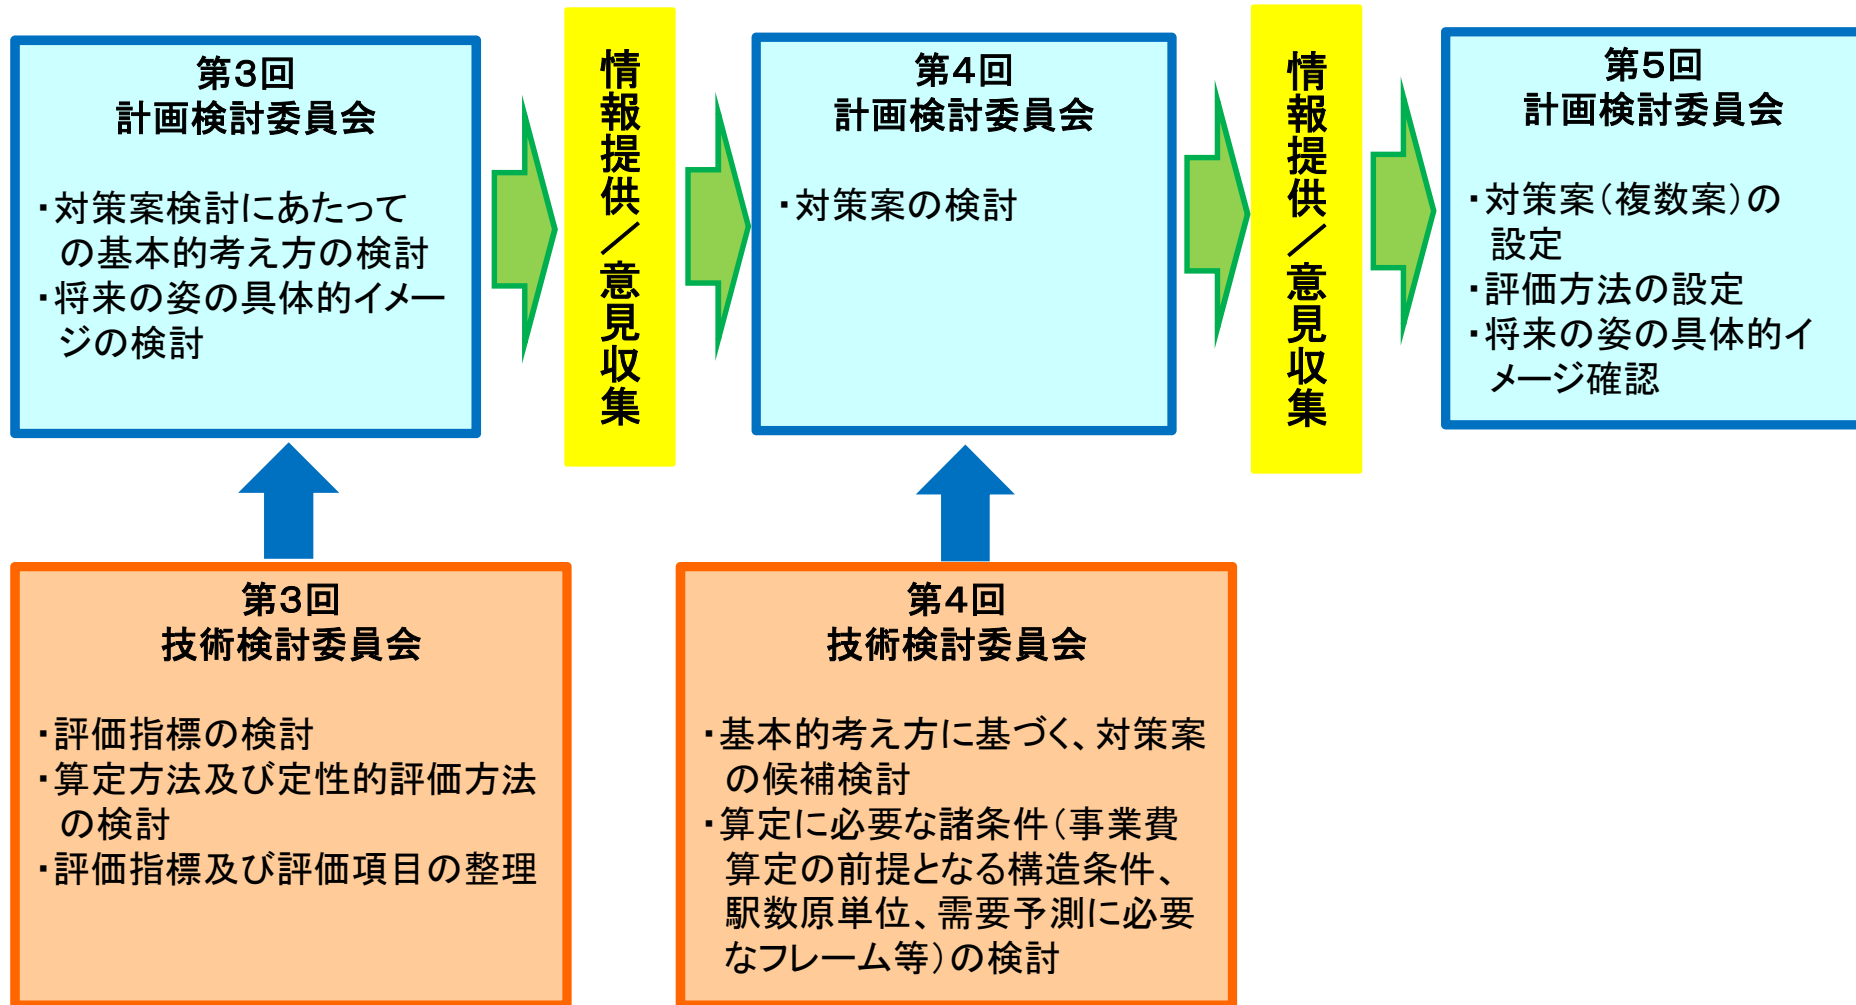 第3回
計画検討委員会
・対策案検討にあたって
の基本的考え方の検討
・将来の姿の具体的イメー
ジの検討
情報提供／意見収集
第4回
計画検討委員会
・対策案の検討
情報提供／意見収集
第5回
計画検討委員会
・対策案（複数案）の
設定
・評価方法の設定
・将来の姿の具体的イ
メージ確認
第3回
技術検討委員会
・評価指標の検討
・算定方法及び定性的評価方法
の検討
・評価指標及び評価項目の整理
第4回
技術検討委員会
・基本的考え方に基づく、対策案
の候補検討
・算定に必要な諸条件（事業費
算定の前提となる構造条件、
駅数原単位、需要予測に必要
なフレーム等）の検討